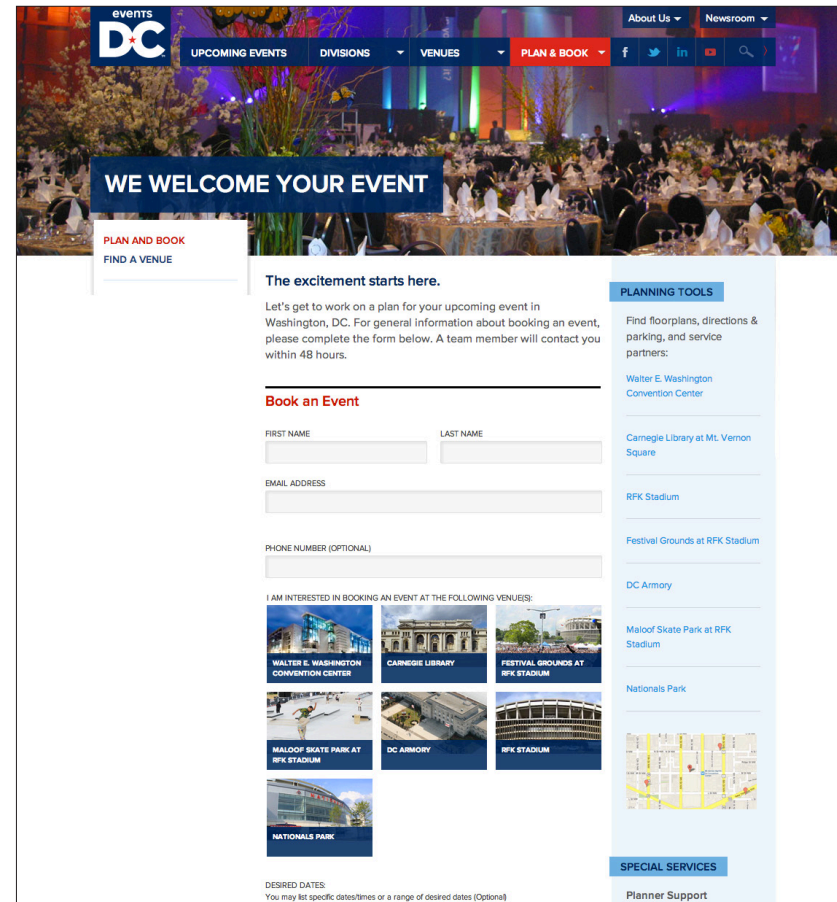 events
DC
About Us
Newsroom
UPCOMING EVENTS
DIVISIONS
VENUES
PLAN & BOOK
WE WELCOME YOUR EVENT
PLAN AND BOOK
FIND A VENUE
The excitement starts here.
Let's get to work on a plan for your upcoming event in
Washington, DC. For general information about booking an event,
please complete the form below. A team member will contact you
within 48 hours.
Book an Event
FIRST NAME
LAST NAME
EMAIL ADDRESS
PHONE NUMBER (OPTIONAL)
I AM INTERESTED IN BOOKING AN EVENT AT THE FOLLOWING VENUE(S):
WALTER E. WASHINGTON
CONVENTION CENTER
CARNEGIE LIBRARY
FESTIVAL GROUNDS AT
RFK STADIUM
MALOOF SKATE PARK AT
RFK STADIUM
DC ARMORY
RFK STADIUM
NATIONALS PARK
DESIRED DATES:
You may list specific dates/times or a range of desired dates (Optional)
PLANNING TOOLS
Find floorplans, directions &
parking, and service
partners:
Walter E. Washington
Convention Center
Carnegie Library at Mt. Vernon
Square
RFK Stadium
Festival Grounds at RFK Stadium
DC Armory
Maloof Skate Park at RFK
Stadium
Nationals Park
SPECIAL SERVICES
Planner Support